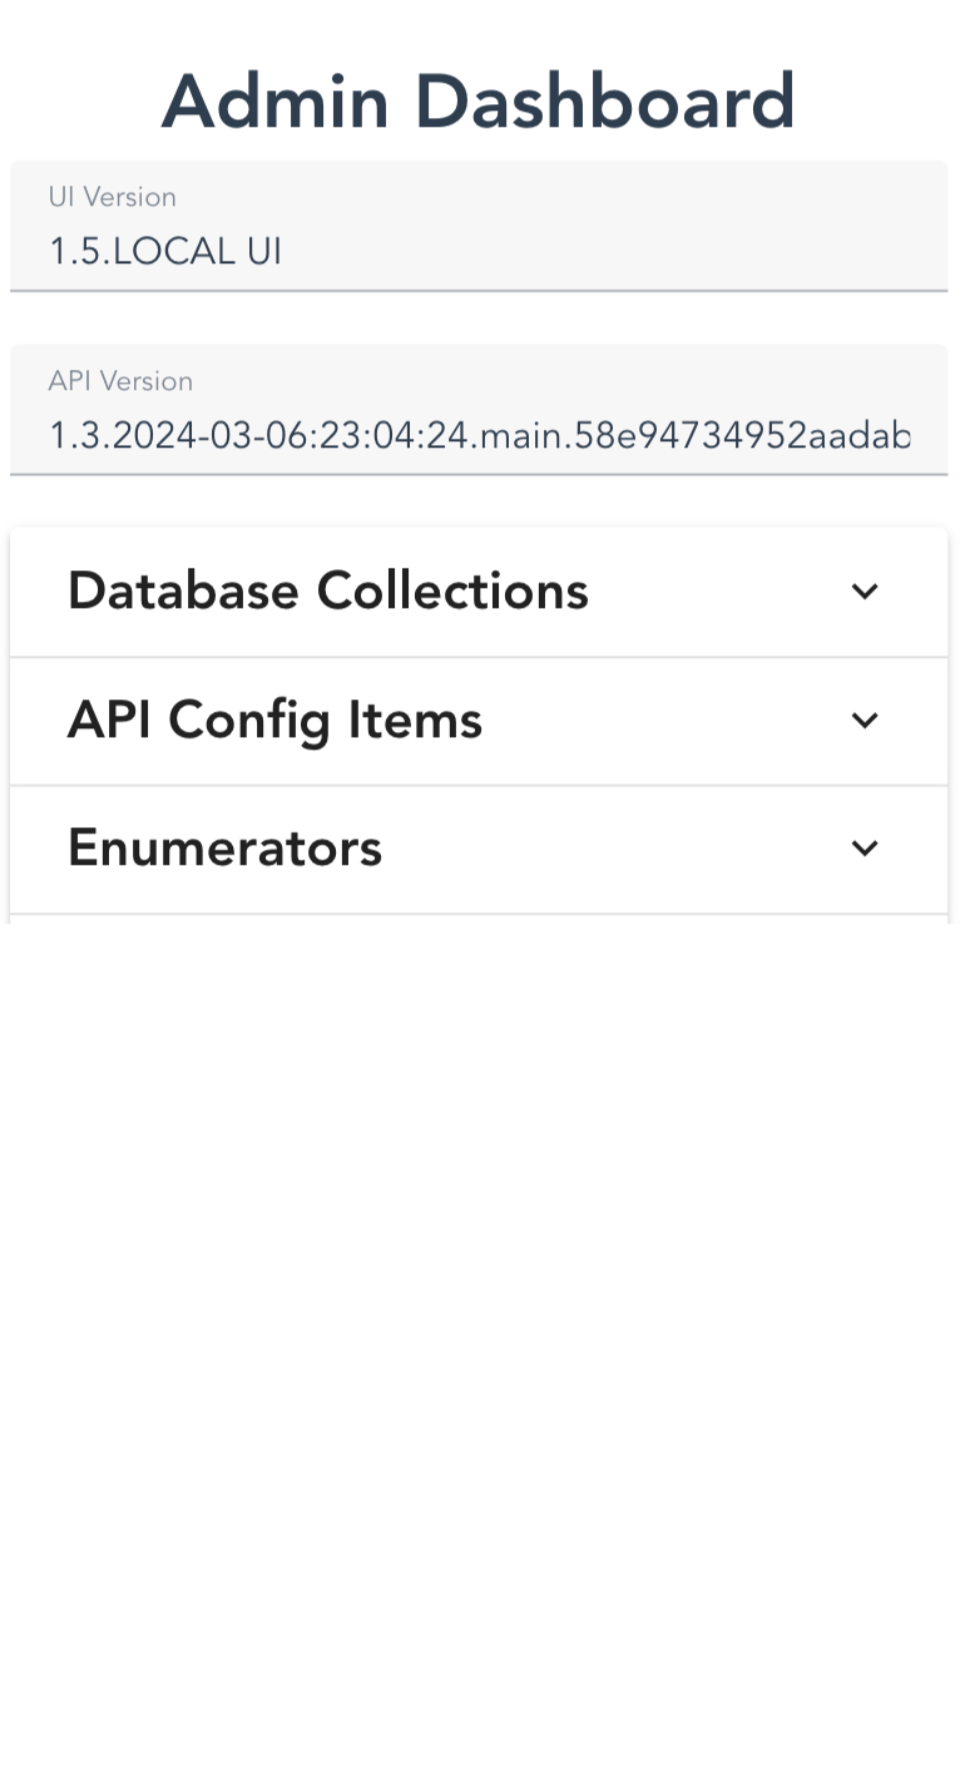 Admin Dashboard
UI Version
1.5.LOCAL UI
API Version
1.3.2024-03-06:23:04:24.main.58e94734952aadab
Database Collections
API Config Items
Enumerators